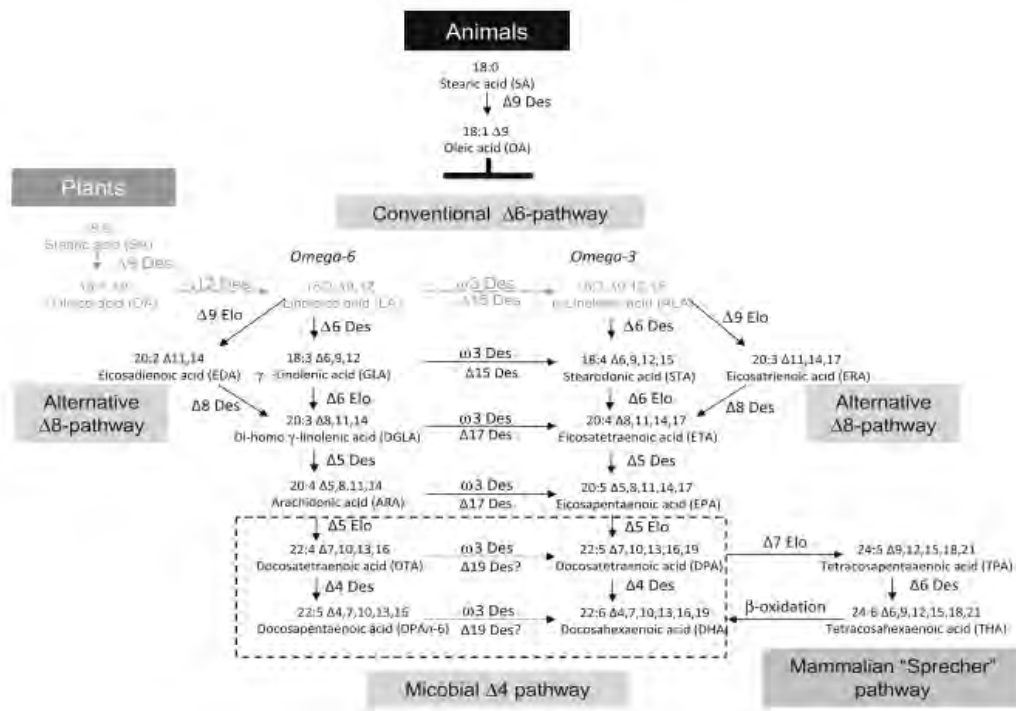 Animals
18:0
Stearic acid (SA)
Δ9 Des
18:1 Δ9
Oleic acid (OA)
Plants
Conventional Δ6-pathway
Stearic acid (SA)
Δ9 Des
Omega-6
Omega-3
Δ12 Des
ω3 Des
Δ15 Des
Δ9 Elo
Δ6 Des
Δ6 Des
Δ9 Elo
20:2 Δ11,14
Eicosadienoic acid (EDA)
18:3 Δ6,9,12
γ -Linolenic acid (GLA)
ω3 Des
Δ15 Des
18:4 Δ6,9,12,15
Stearodonic acid (STA)
20:3 Δ11,14,17
Eicosatrienoic acid (ERA)
Alternative
Δ8-pathway
Δ8 Des
Δ6 Elo
Δ6 Elo
Δ8 Des
Alternative
Δ8-pathway
20:3 Δ8,11,14
Di-homo γ-linolenic acid (DGLA)
ω3 Des
Δ17 Des
20:4 Δ8,11,14,17
Eicosatetraenoic acid (ETA)
Δ5 Des
Δ5 Des
20:4 Δ5,8,11,14
Arachidonic acid (ARA)
ω3 Des
Δ17 Des
20:5 Δ5,8,11,14,17
Eicosapentaenoic acid (EPA)
Δ5 Elo
Δ5 Elo
22:4 Δ7,10,13,16
Docosatetraenoic acid (DTA)
ω3 Des
Δ19 Des?
22:5 Δ7,10,13,16,19
Docosatetraenoic acid (DPA)
Δ7 Elo
24:5 Δ9,12,15,18,21
Tetracosapentaenoic acid (TPA)
Δ4 Des
Δ4 Des
Δ6 Des
22:5 Δ4,7,10,13,16
Docosapentaenoic acid (DPAn-6)
ω3 Des
Δ19 Des?
22:6 Δ4,7,10,13,16,19
Docosahexaenoic acid (DHA)
β-oxidation
24:6 Δ6,9,12,15,18,21
Tetracosahexaenoic acid (THA)
Micobial Δ4 pathway
Mammalian "Sprecher"
pathway